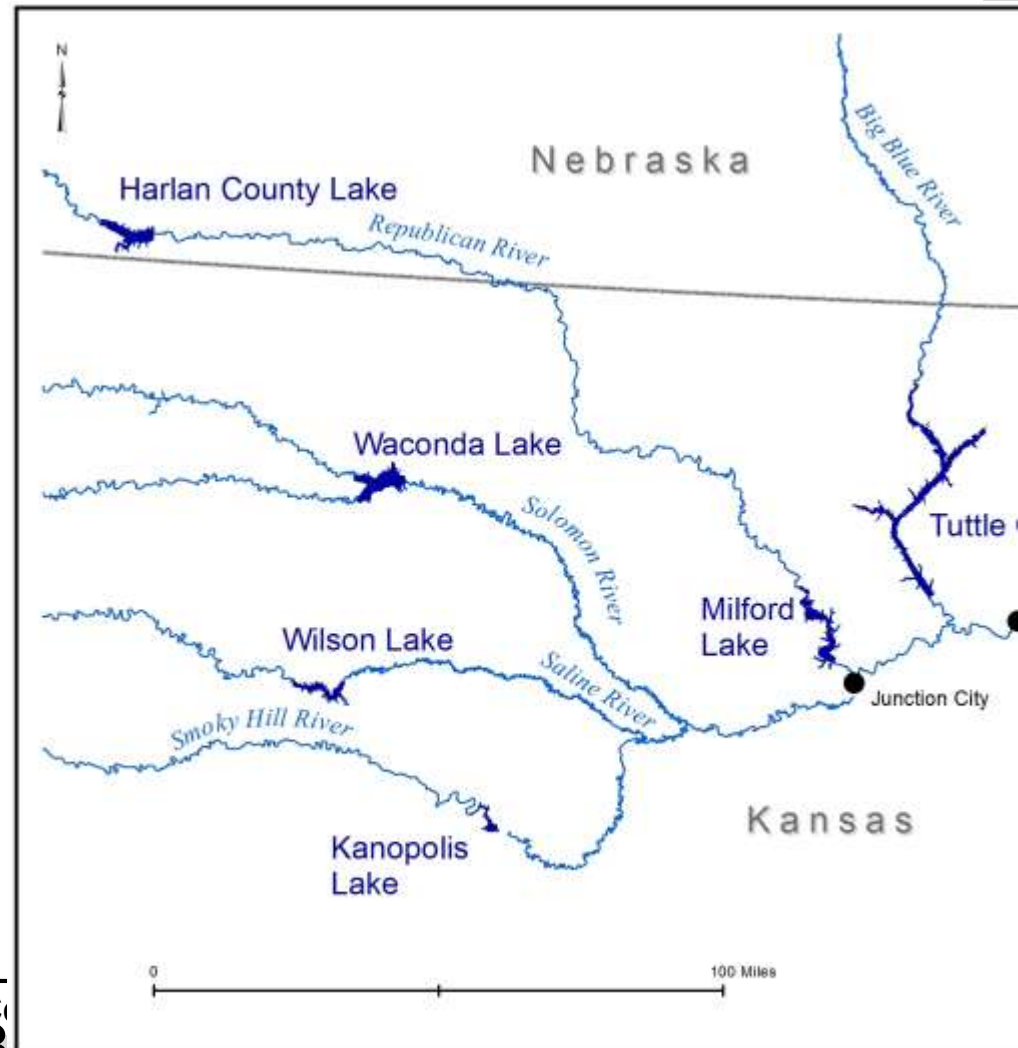 N
Nebraska
Big Blue River
Harlan County Lake
Republican River
Waconda Lake
Solomon River
Tuttle
Milford
Lake
Wilson Lake
Saline River
Junction City
Smoky Hill River
Kansas
Kanopolis
Lake
0
100 Miles